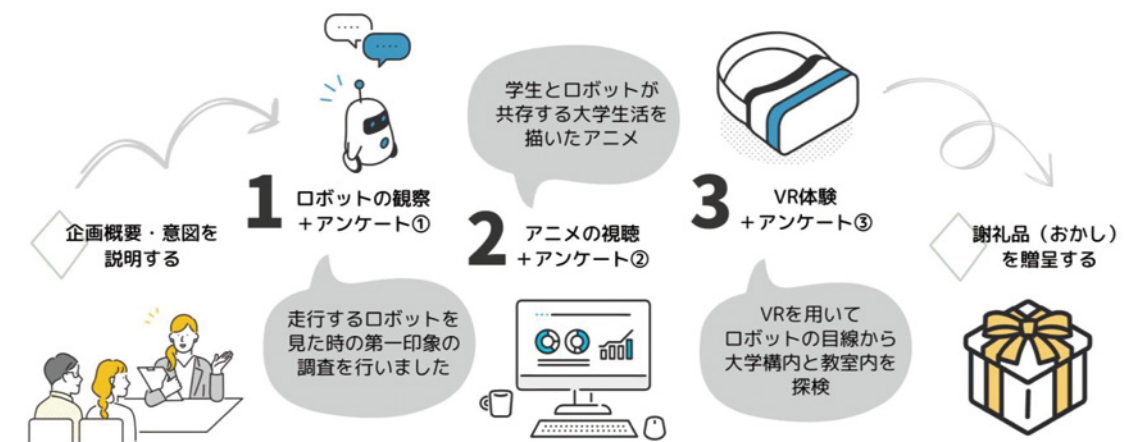 企画概要・意図を
説明する
1
ロボットの観察
+アンケート①
走行するロボットを
見た時の第一印象の
調査を行いました
学生とロボットが
共存する大学生活を
描いたアニメ
2
アニメの視聴
+アンケート②
3
VR体験
+アンケート③
VRを用いて
ロボットの目線から
大学構内と教室内を
探検
謝礼品（おかし）
を贈呈する